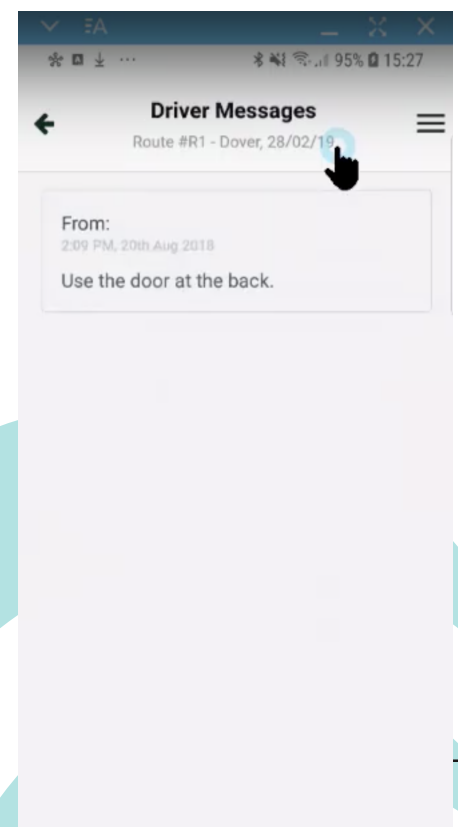 ΞA
95% 15:27
Driver Messages
Route #R1 - Dover, 28/02/19
From:
2:09 PM, 20th Aug 2018
Use the door at the back.